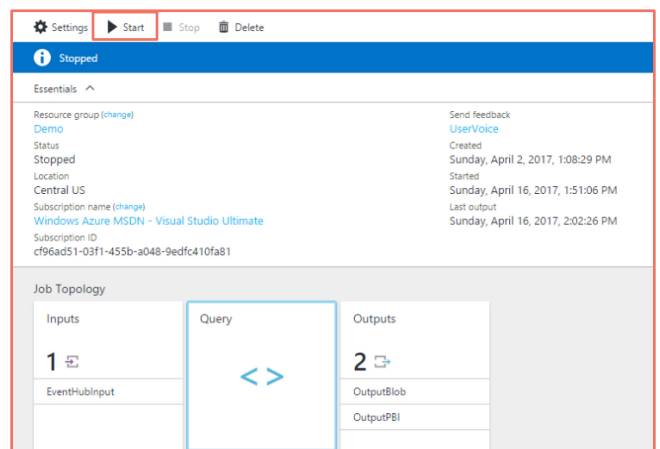 Settings Start Stop Delete
Stopped
Essentials
Resource group (change)
Demo
Status
Stopped
Location
Central US
Subscription name (change)
Windows Azure MSDN - Visual Studio Ultimate
Subscription ID
cf96ad51-03f1-455b-a048-9edfc410fa81
Send feedback
UserVoice
Created
Sunday, April 2, 2017, 1:08:29 PM
Started
Sunday, April 16, 2017, 1:51:06 PM
Last output
Sunday, April 16, 2017, 2:02:26 PM
Job Topology
Inputs
1
EventHubInput
Query
< >
Outputs
2
OutputBlob
OutputPBI